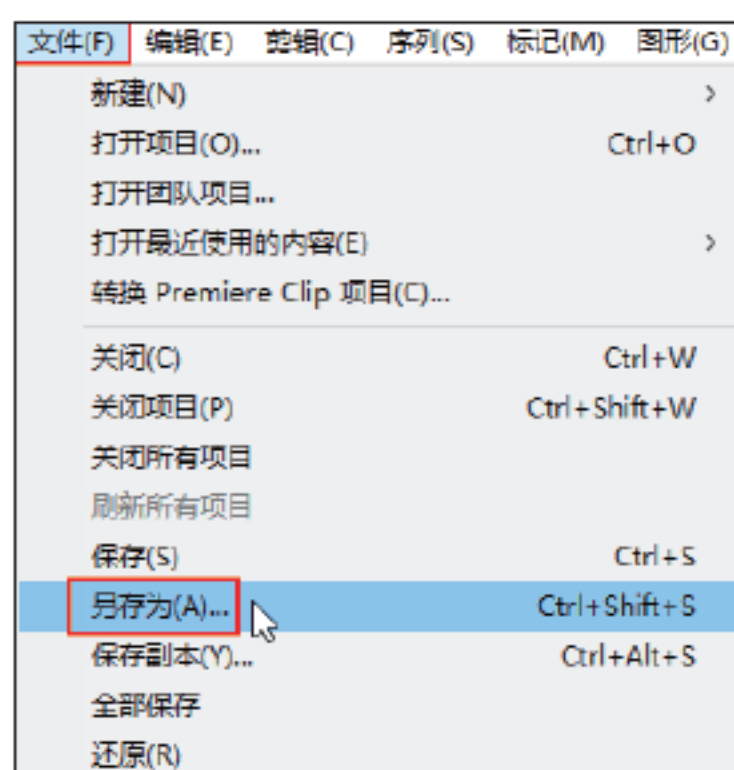 文件(F) 编辑(E) 剪辑(C) 序列(S) 标记(M) 图形(G)
新建(N) >
打开项目(O)... Ctrl+O
打开团队项目...
打开最近使用的内容(E) >
转换 Premiere Clip 项目(C)...
关闭(C) Ctrl+W
关闭项目(P) Ctrl+Shift+W
关闭所有项目
刷新所有项目
保存(S) Ctrl+S
另存为(A)... Ctrl+Shift+S
保存副本(Y)... Ctrl+Alt+S
全部保存
还原(R)